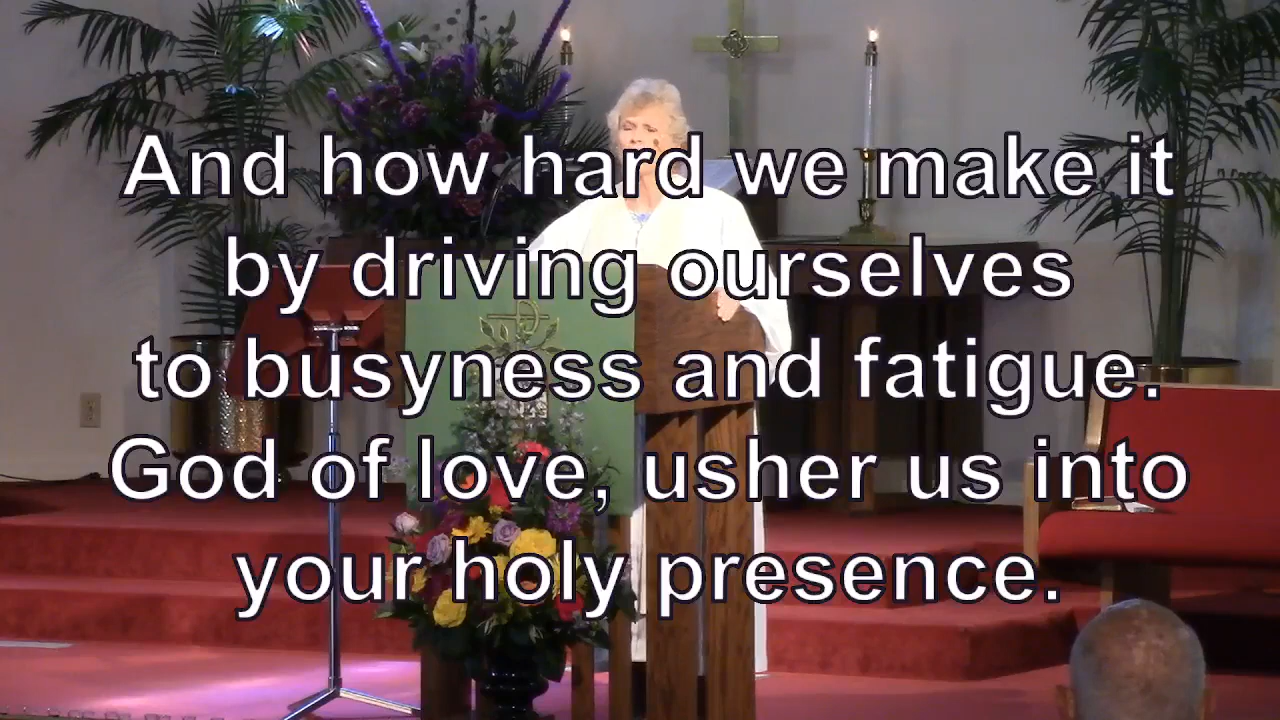 And how hard we make it
by driving ourselves
to busyness and fatigue.
God of love, usher us into
your holy presence.